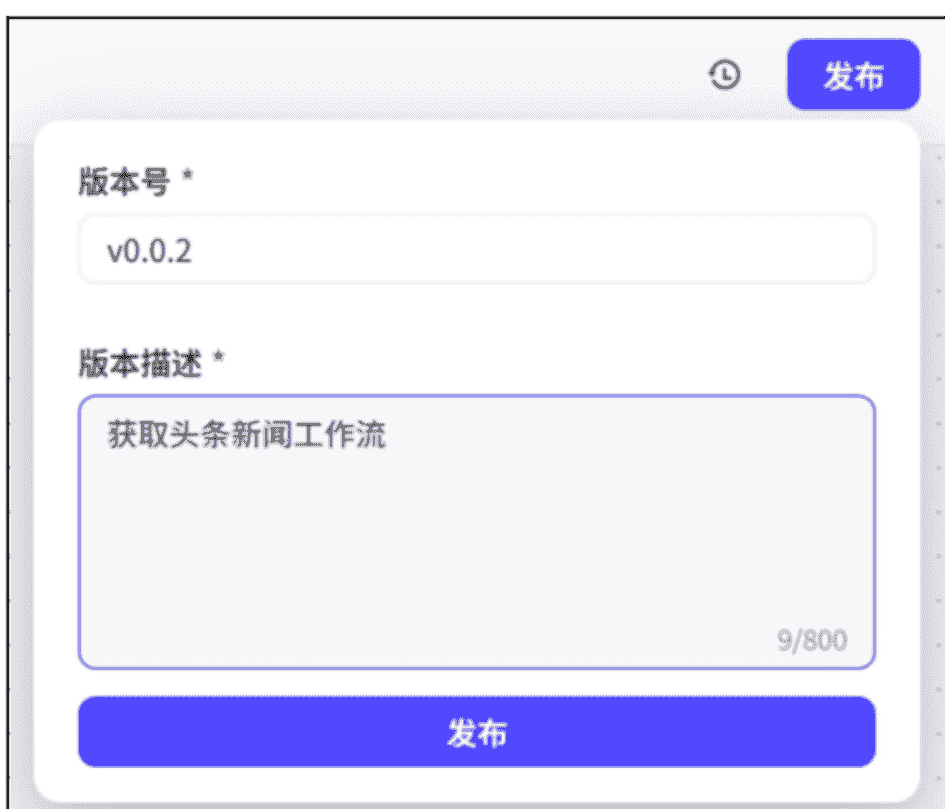 发布
版本号 *
v0.0.2
版本描述 *
获取头条新闻工作流
9/800
发布